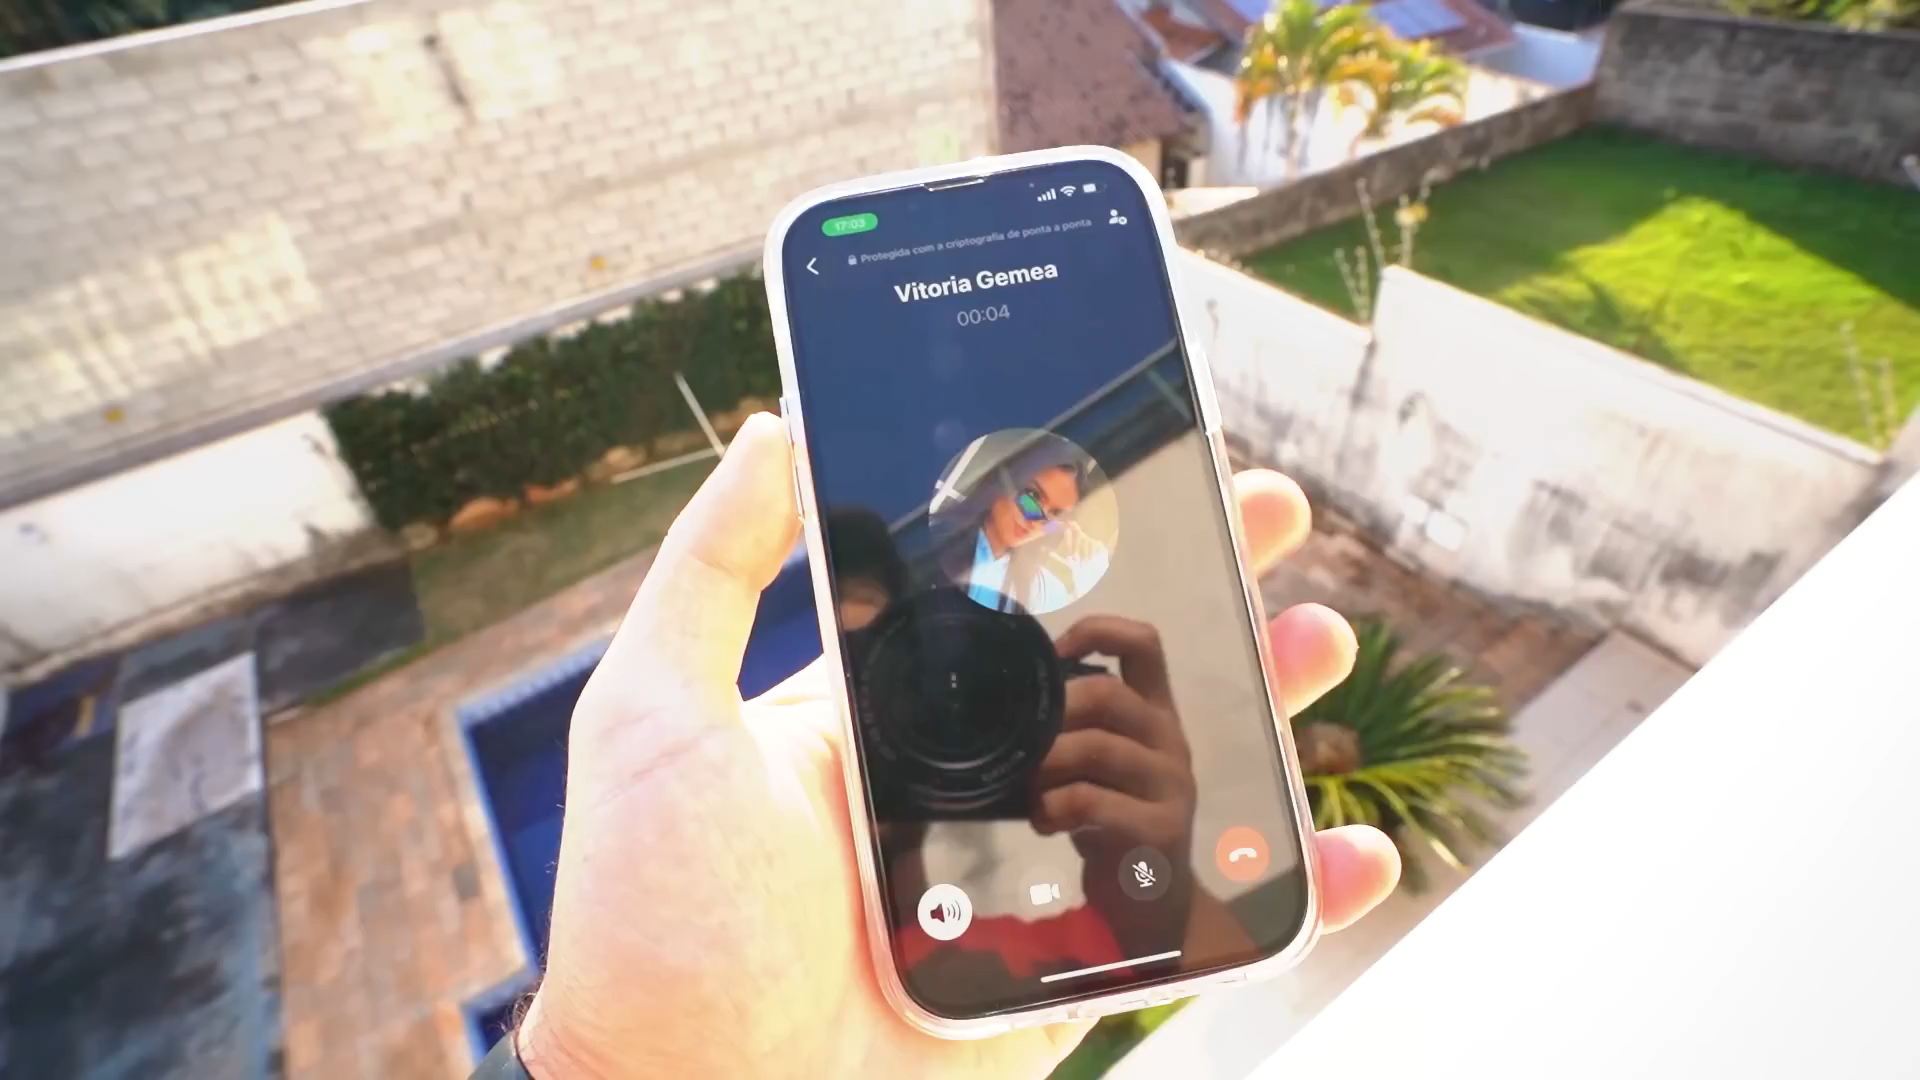 17:03
Protegida com a criptografia de ponta a ponta
Vitoria Gemea
00:04